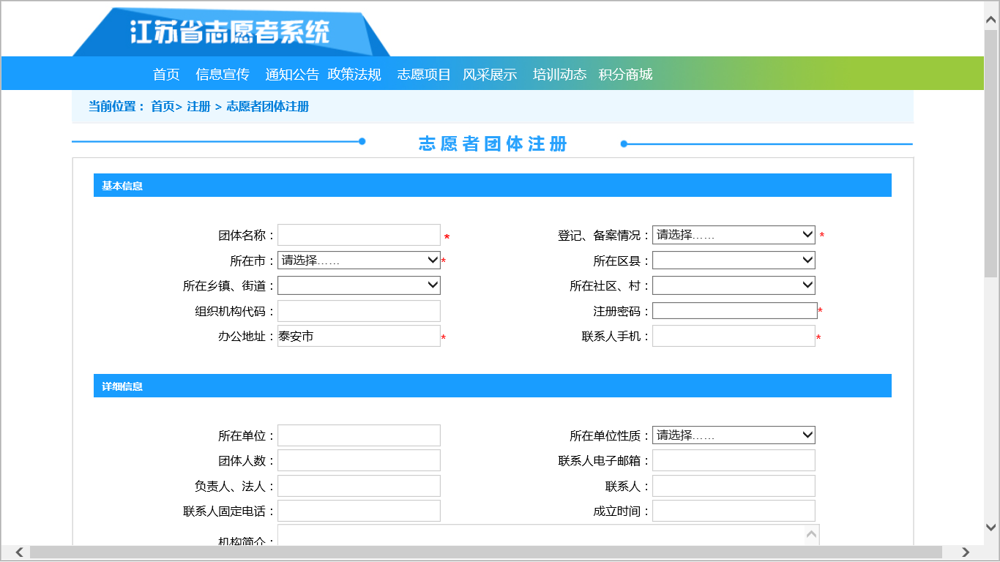 江苏省志愿者系统
首页 信息宣传 通知公告 政策法规 志愿项目 风采展示 培训动态 积分商城
当前位置： 首页> 注册 > 志愿者团体注册
志愿者团体注册
基本信息
团体名称： * 登记、备案情况： 请选择…… *
所在市： 请选择…… * 所在区县：
所在乡镇、街道： 所在社区、村：
组织机构代码： 注册密码： *
办公地址： 泰安市 * 联系人手机： *
详细信息
所在单位： 所在单位性质： 请选择……
团体人数： 联系人电子邮箱：
负责人、法人： 联系人：
联系人固定电话： 成立时间：
机构简介：